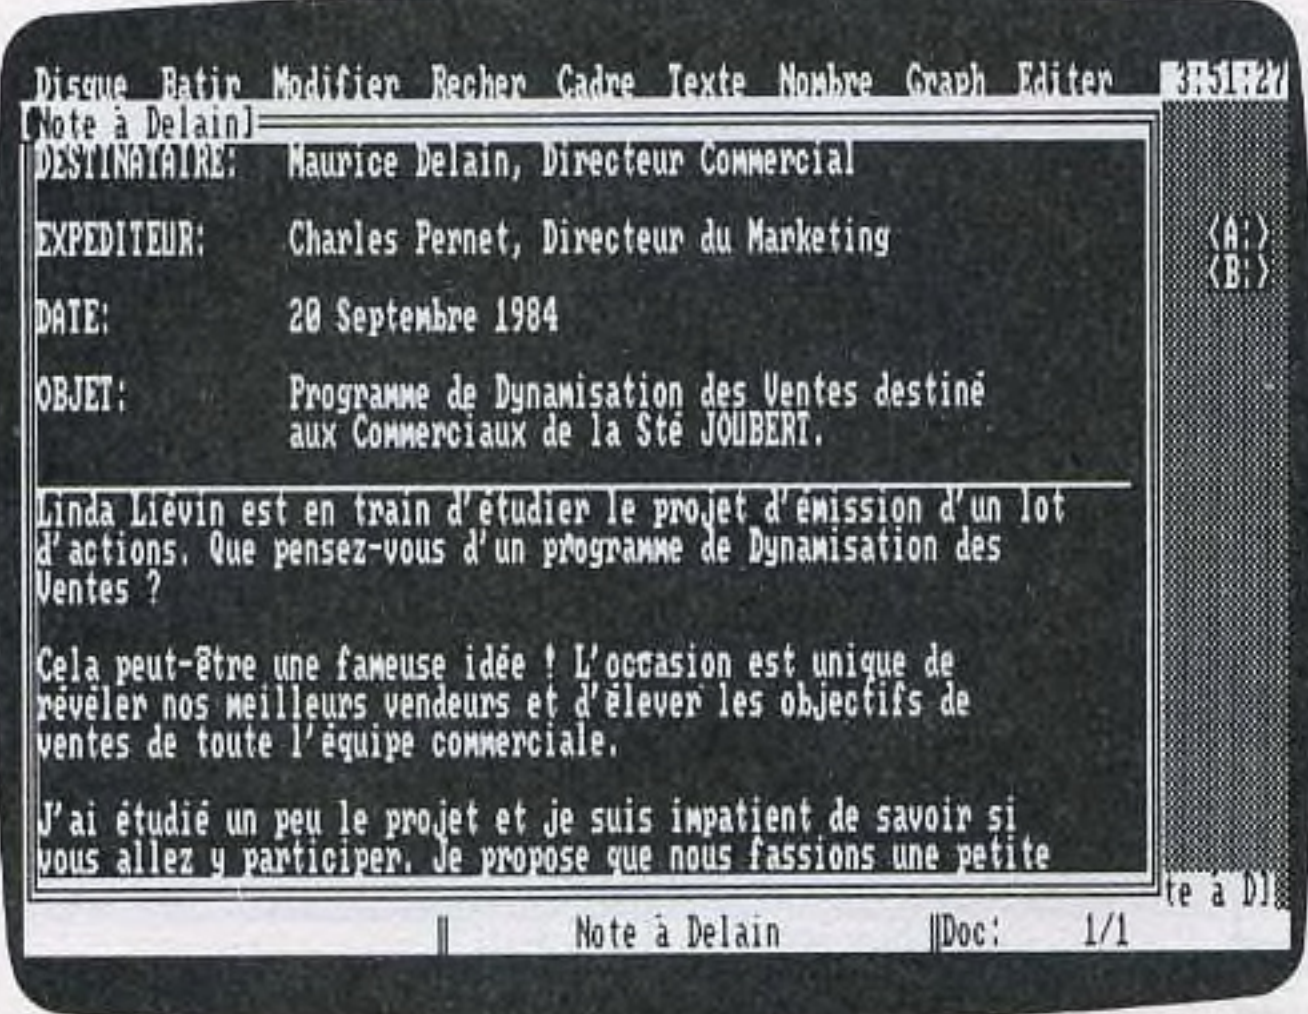 Disque Batir Modifier Recher Cadre Texte Nombre Graph Editer 3:51:27
[Note à Delain]
DESTINATAIRE: Maurice Delain, Directeur Commercial
<A:>
EXPEDITEUR: Charles Pernet, Directeur du Marketing
<B:>
DATE: 20 Septembre 1984
OBJET: Programme de Dynamisation des Ventes destiné
aux Commerciaux de la Sté JOUBERT.
Linda Liévin est en train d'étudier le projet d'émission d'un lot
d'actions. Que pensez-vous d'un programme de Dynamisation des
Ventes ?
Cela peut-être une fameuse idée ! L'occasion est unique de
révéler nos meilleurs vendeurs et d'élever les objectifs de
ventes de toute l'équipe commerciale.
J'ai étudié un peu le projet et je suis impatient de savoir si
vous allez y participer. Je propose que nous fassions une petite
te à D]
Note à Delain Doc: 1/1